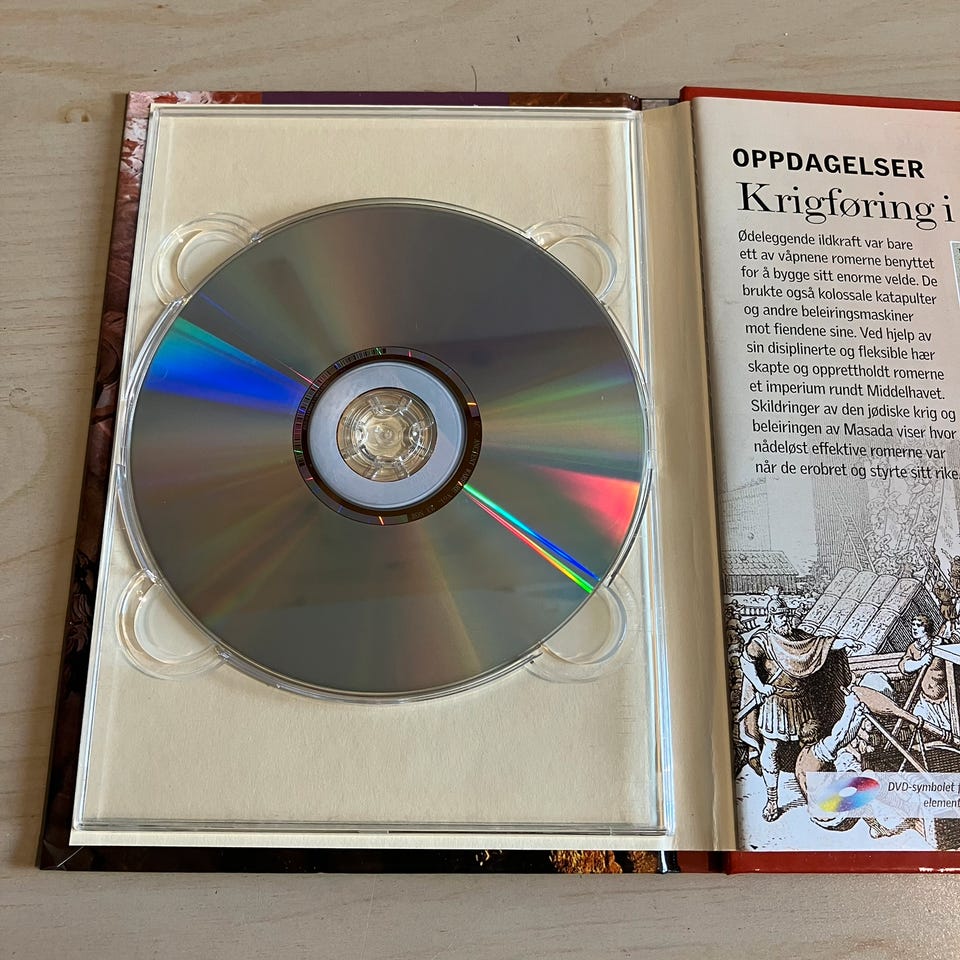 OPPDAGELSER
Krigføring i
Ødeleggende ildkraft var bare
ett av våpnene romerne benyttet
for å bygge sitt enorme velde. De
brukte også kolossale katapulter
og andre beleiringsmaskiner
mot fiendene sine. Ved hjelp av
sin disiplinerte og fleksible hær
skapte og opprettholdt romerne
et imperium rundt Middelhavet.
Skildringer av den jødiske krig og
beleiringen av Masada viser hvor
nådeløst effektive romerne var
når de erobret og styrte sitt rike.
DVD-symbolet
element